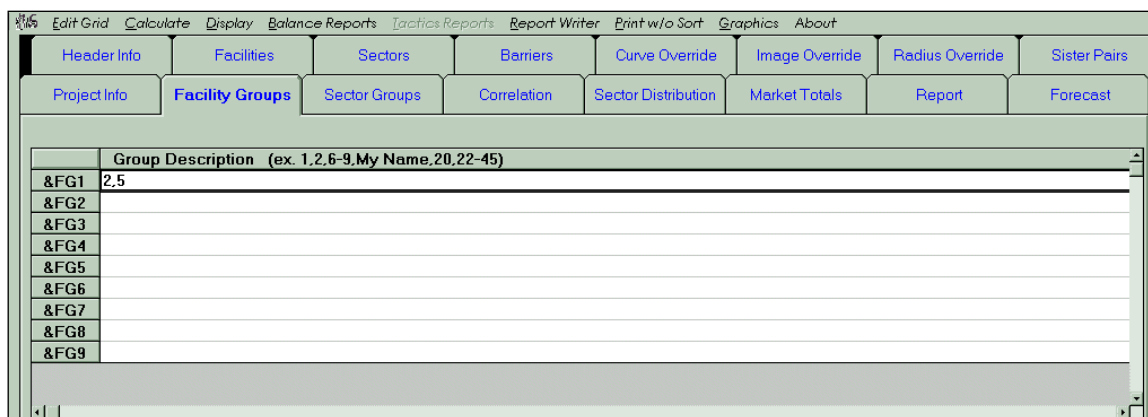 Edit Grid Calculate Display Balance Reports Tactics Reports Report Writer Print w/o Sort Graphics About
Header Info Facilities Sectors Barriers Curve Override Image Override Radius Override Sister Pairs
Project Info Facility Groups Sector Groups Correlation Sector Distribution Market Totals Report Forecast
Group Description (ex. 1,2,6-9,My Name,20,22-45)
&FG1 2,5
&FG2
&FG3
&FG4
&FG5
&FG6
&FG7
&FG8
&FG9